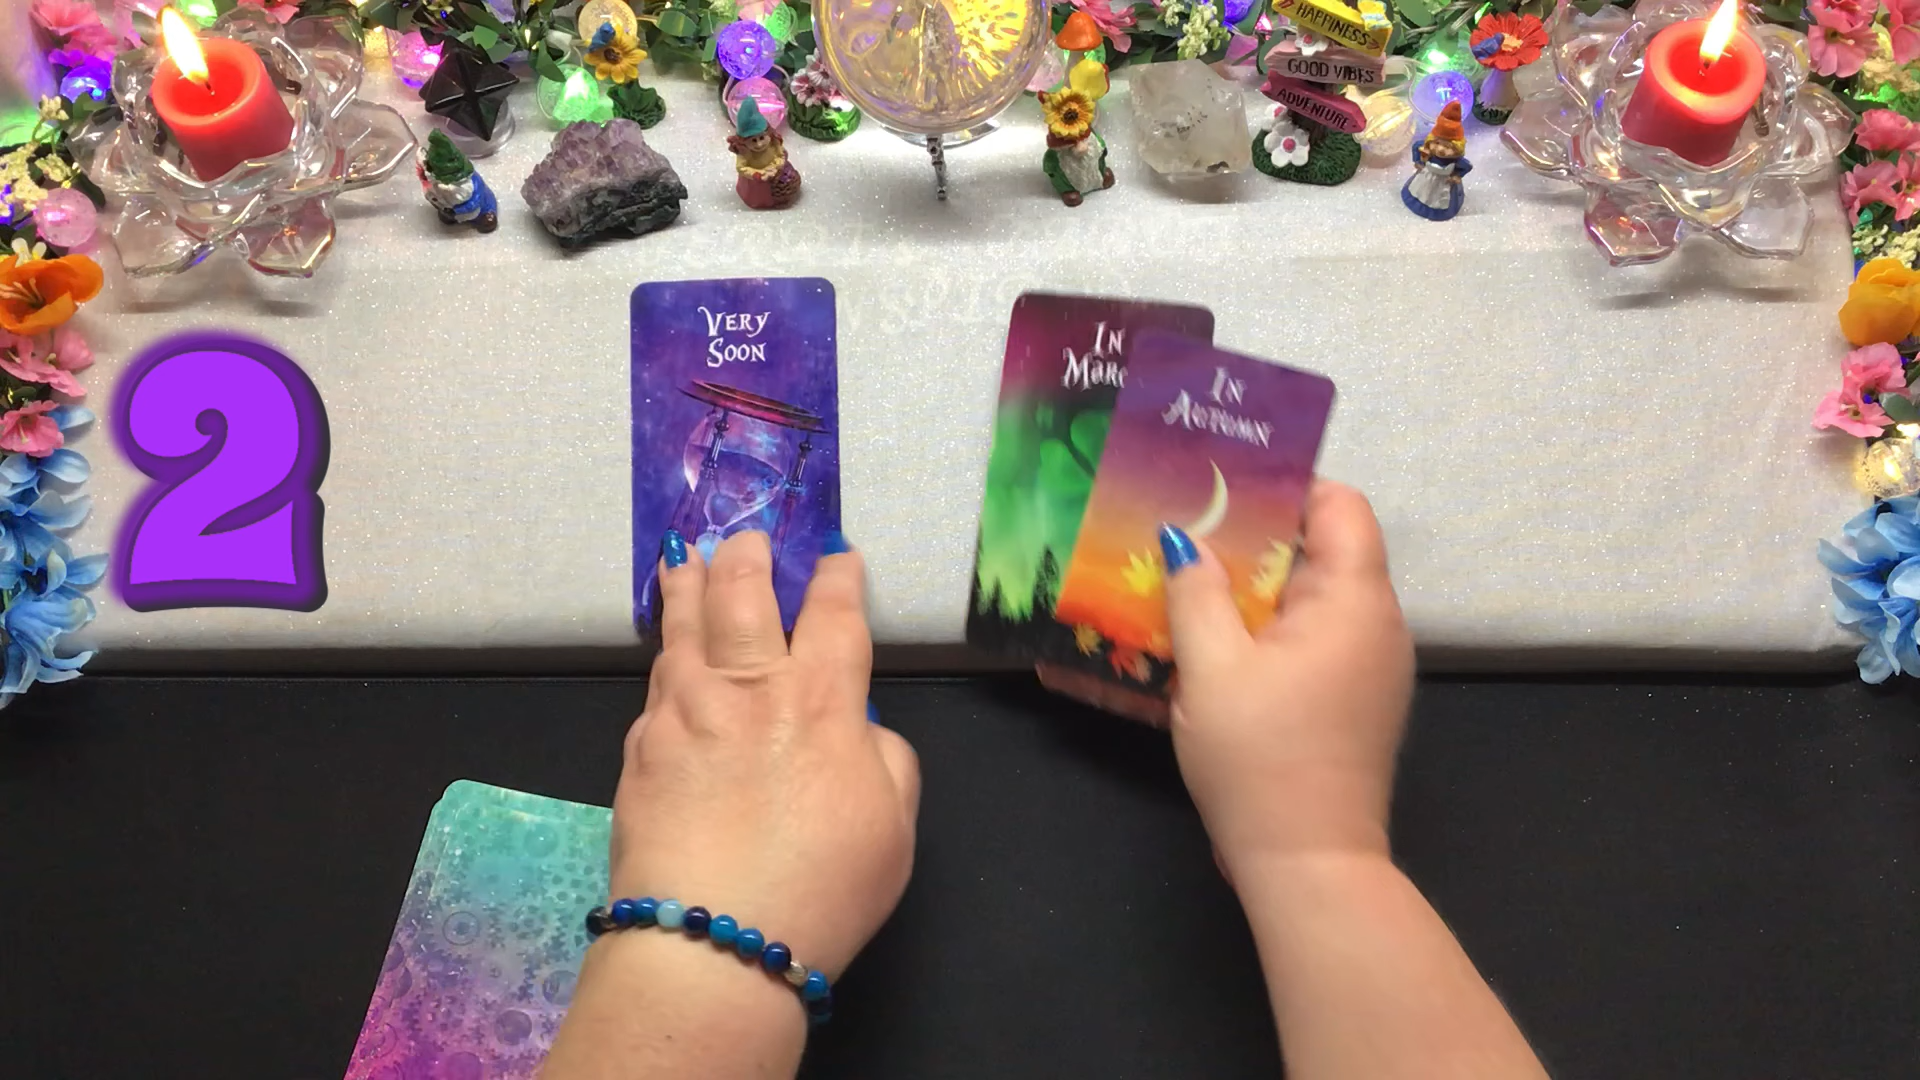 HAPPINESS
GOOD VIBES
ADVENTURE
2
VERY
SOON
IN
IN
AUTUMN